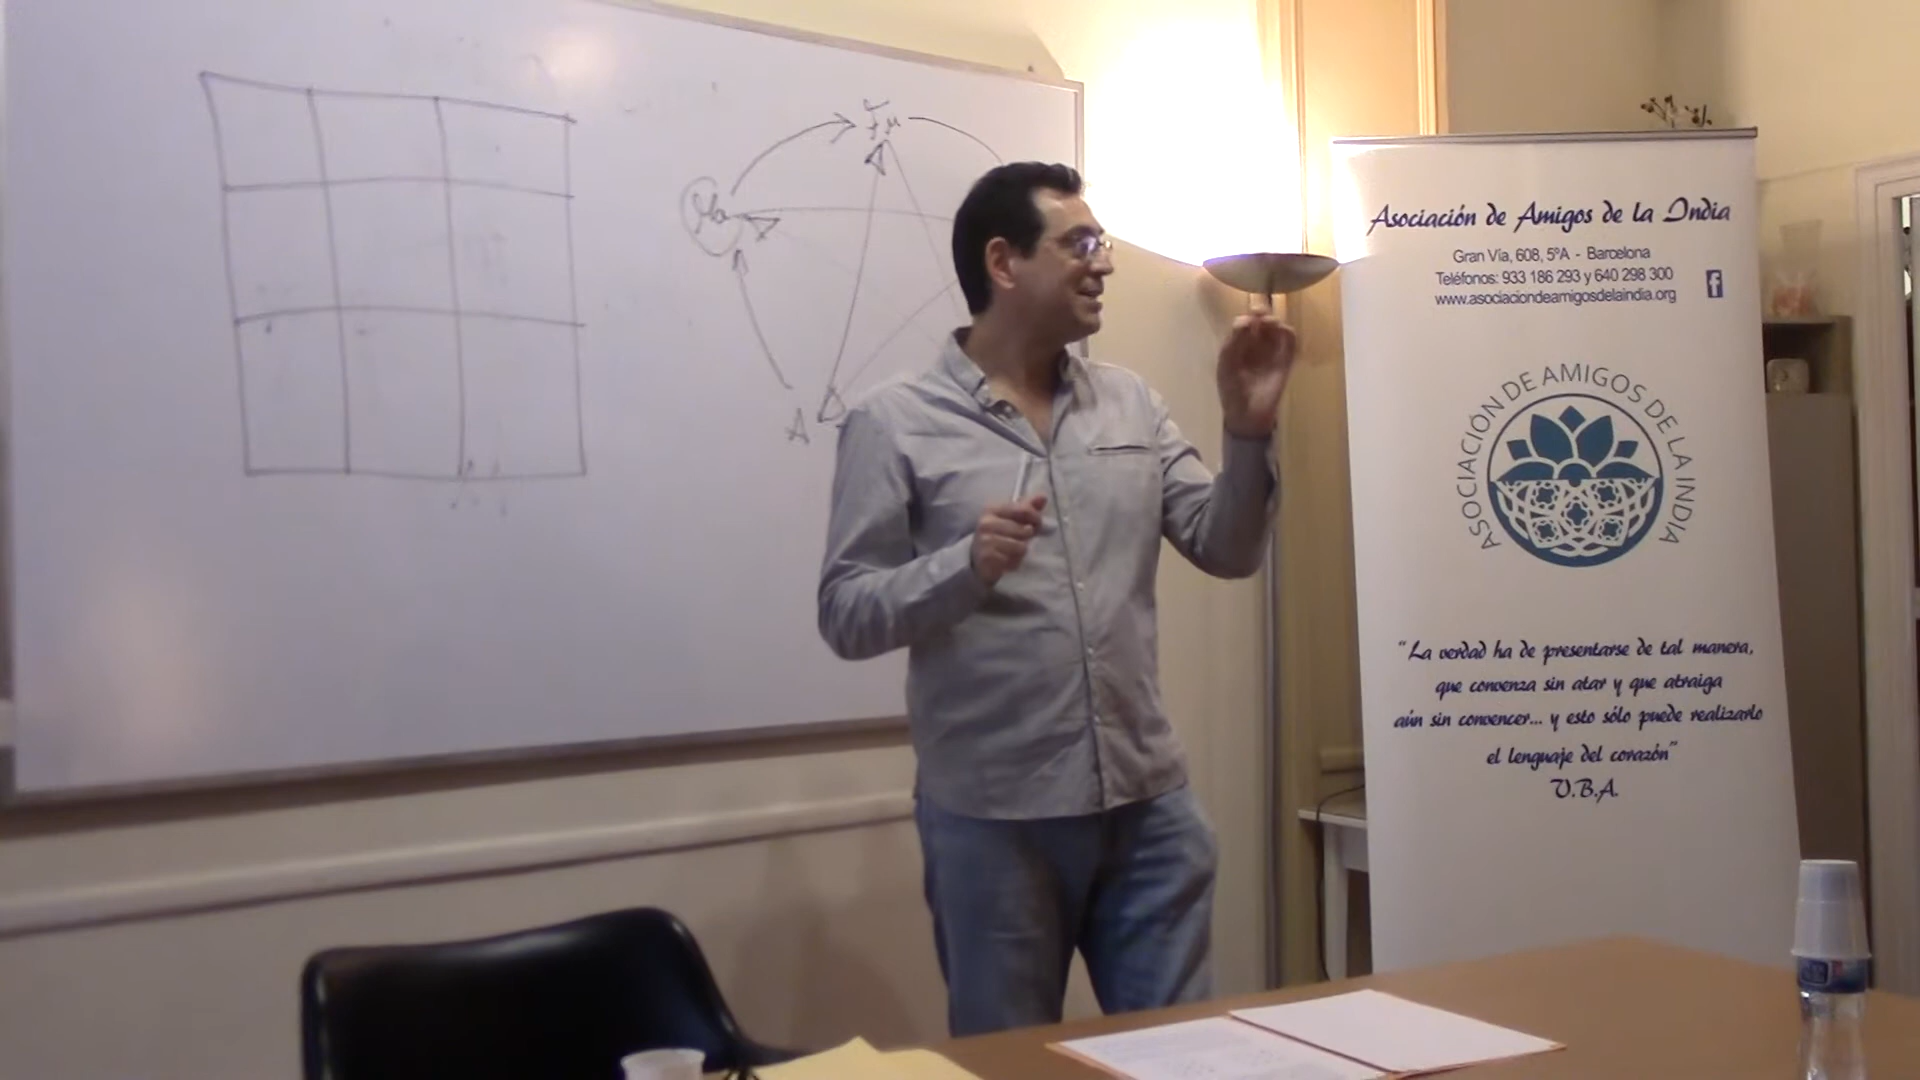 Fu
Ma
A
Asociación de Amigos de la India
Gran Vía, 608, 5ºA - Barcelona
Teléfonos: 933 186 293 y 640 298 300
www.asociaciondeamigosdelaindia.org
f
ASOCIACIÓN DE AMIGOS DE LA INDIA
“La verdad ha de presentarse de tal manera,
que convenza sin atar y que atraiga
aún sin convencer... y esto sólo puede realizarlo
el lenguaje del corazón”
V.B.A.